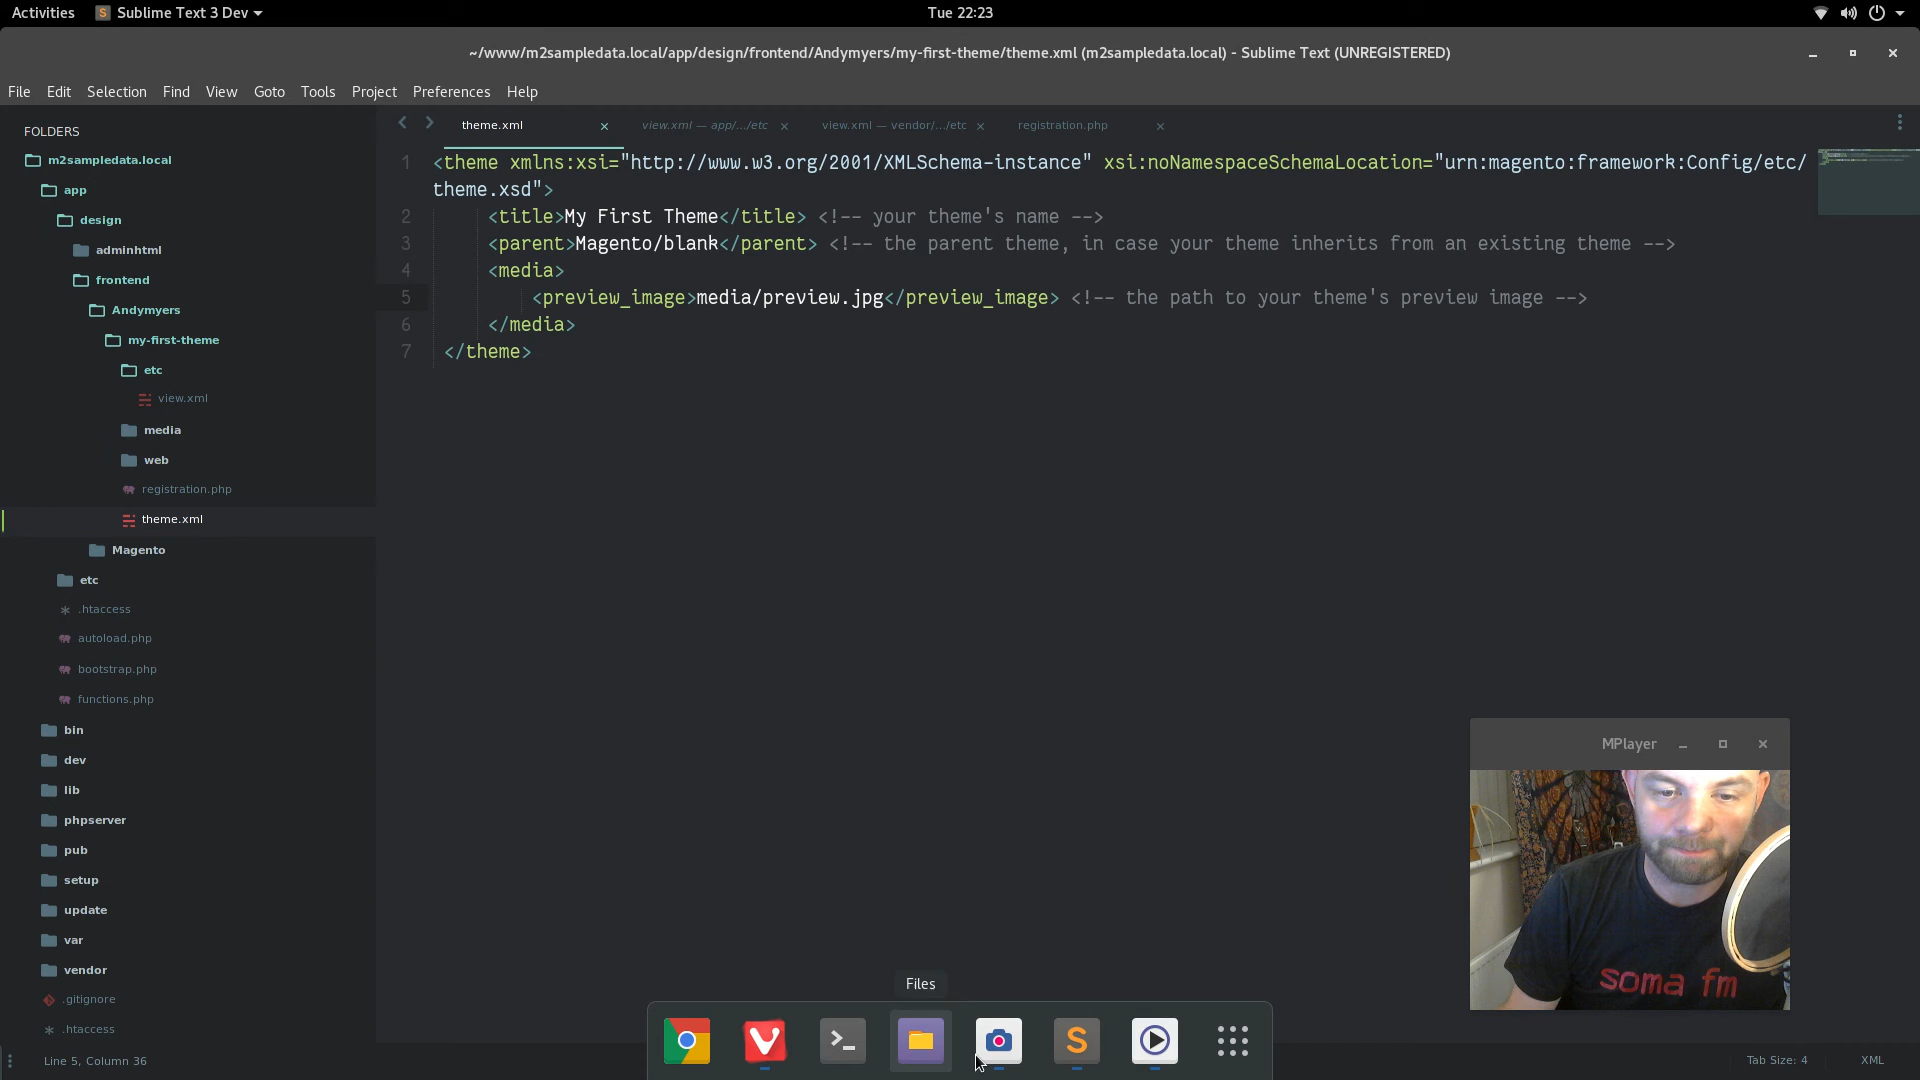 Activities
Sublime Text 3 Dev
Tue 22:23
~/www/m2sampledata.local/app/design/frontend/Andymyers/my-first-theme/theme.xml (m2sampledata.local) - Sublime Text (UNREGISTERED)
File Edit Selection Find View Goto Tools Project Preferences Help
FOLDERS
m2sampledata.local
app
design
adminhtml
frontend
Andymyers
my-first-theme
etc
view.xml
media
web
registration.php
theme.xml
Magento
etc
.htaccess
autoload.php
bootstrap.php
functions.php
bin
dev
lib
phpserver
pub
setup
update
var
vendor
.gitignore
.htaccess
theme.xml
view.xml — app/.../etc
view.xml — vendor/.../etc
registration.php
1 <theme xmlns:xsi="http://www.w3.org/2001/XMLSchema-instance" xsi:noNamespaceSchemaLocation="urn:magento:framework:Config/etc/
theme.xsd">
2 <title>My First Theme</title> <!-- your theme's name -->
3 <parent>Magento/blank</parent> <!-- the parent theme, in case your theme inherits from an existing theme -->
4 <media>
5 <preview_image>media/preview.jpg</preview_image> <!-- the path to your theme's preview image -->
6 </media>
7 </theme>
MPlayer
soma fm
Files
Line 5, Column 36
Tab Size: 4
XML